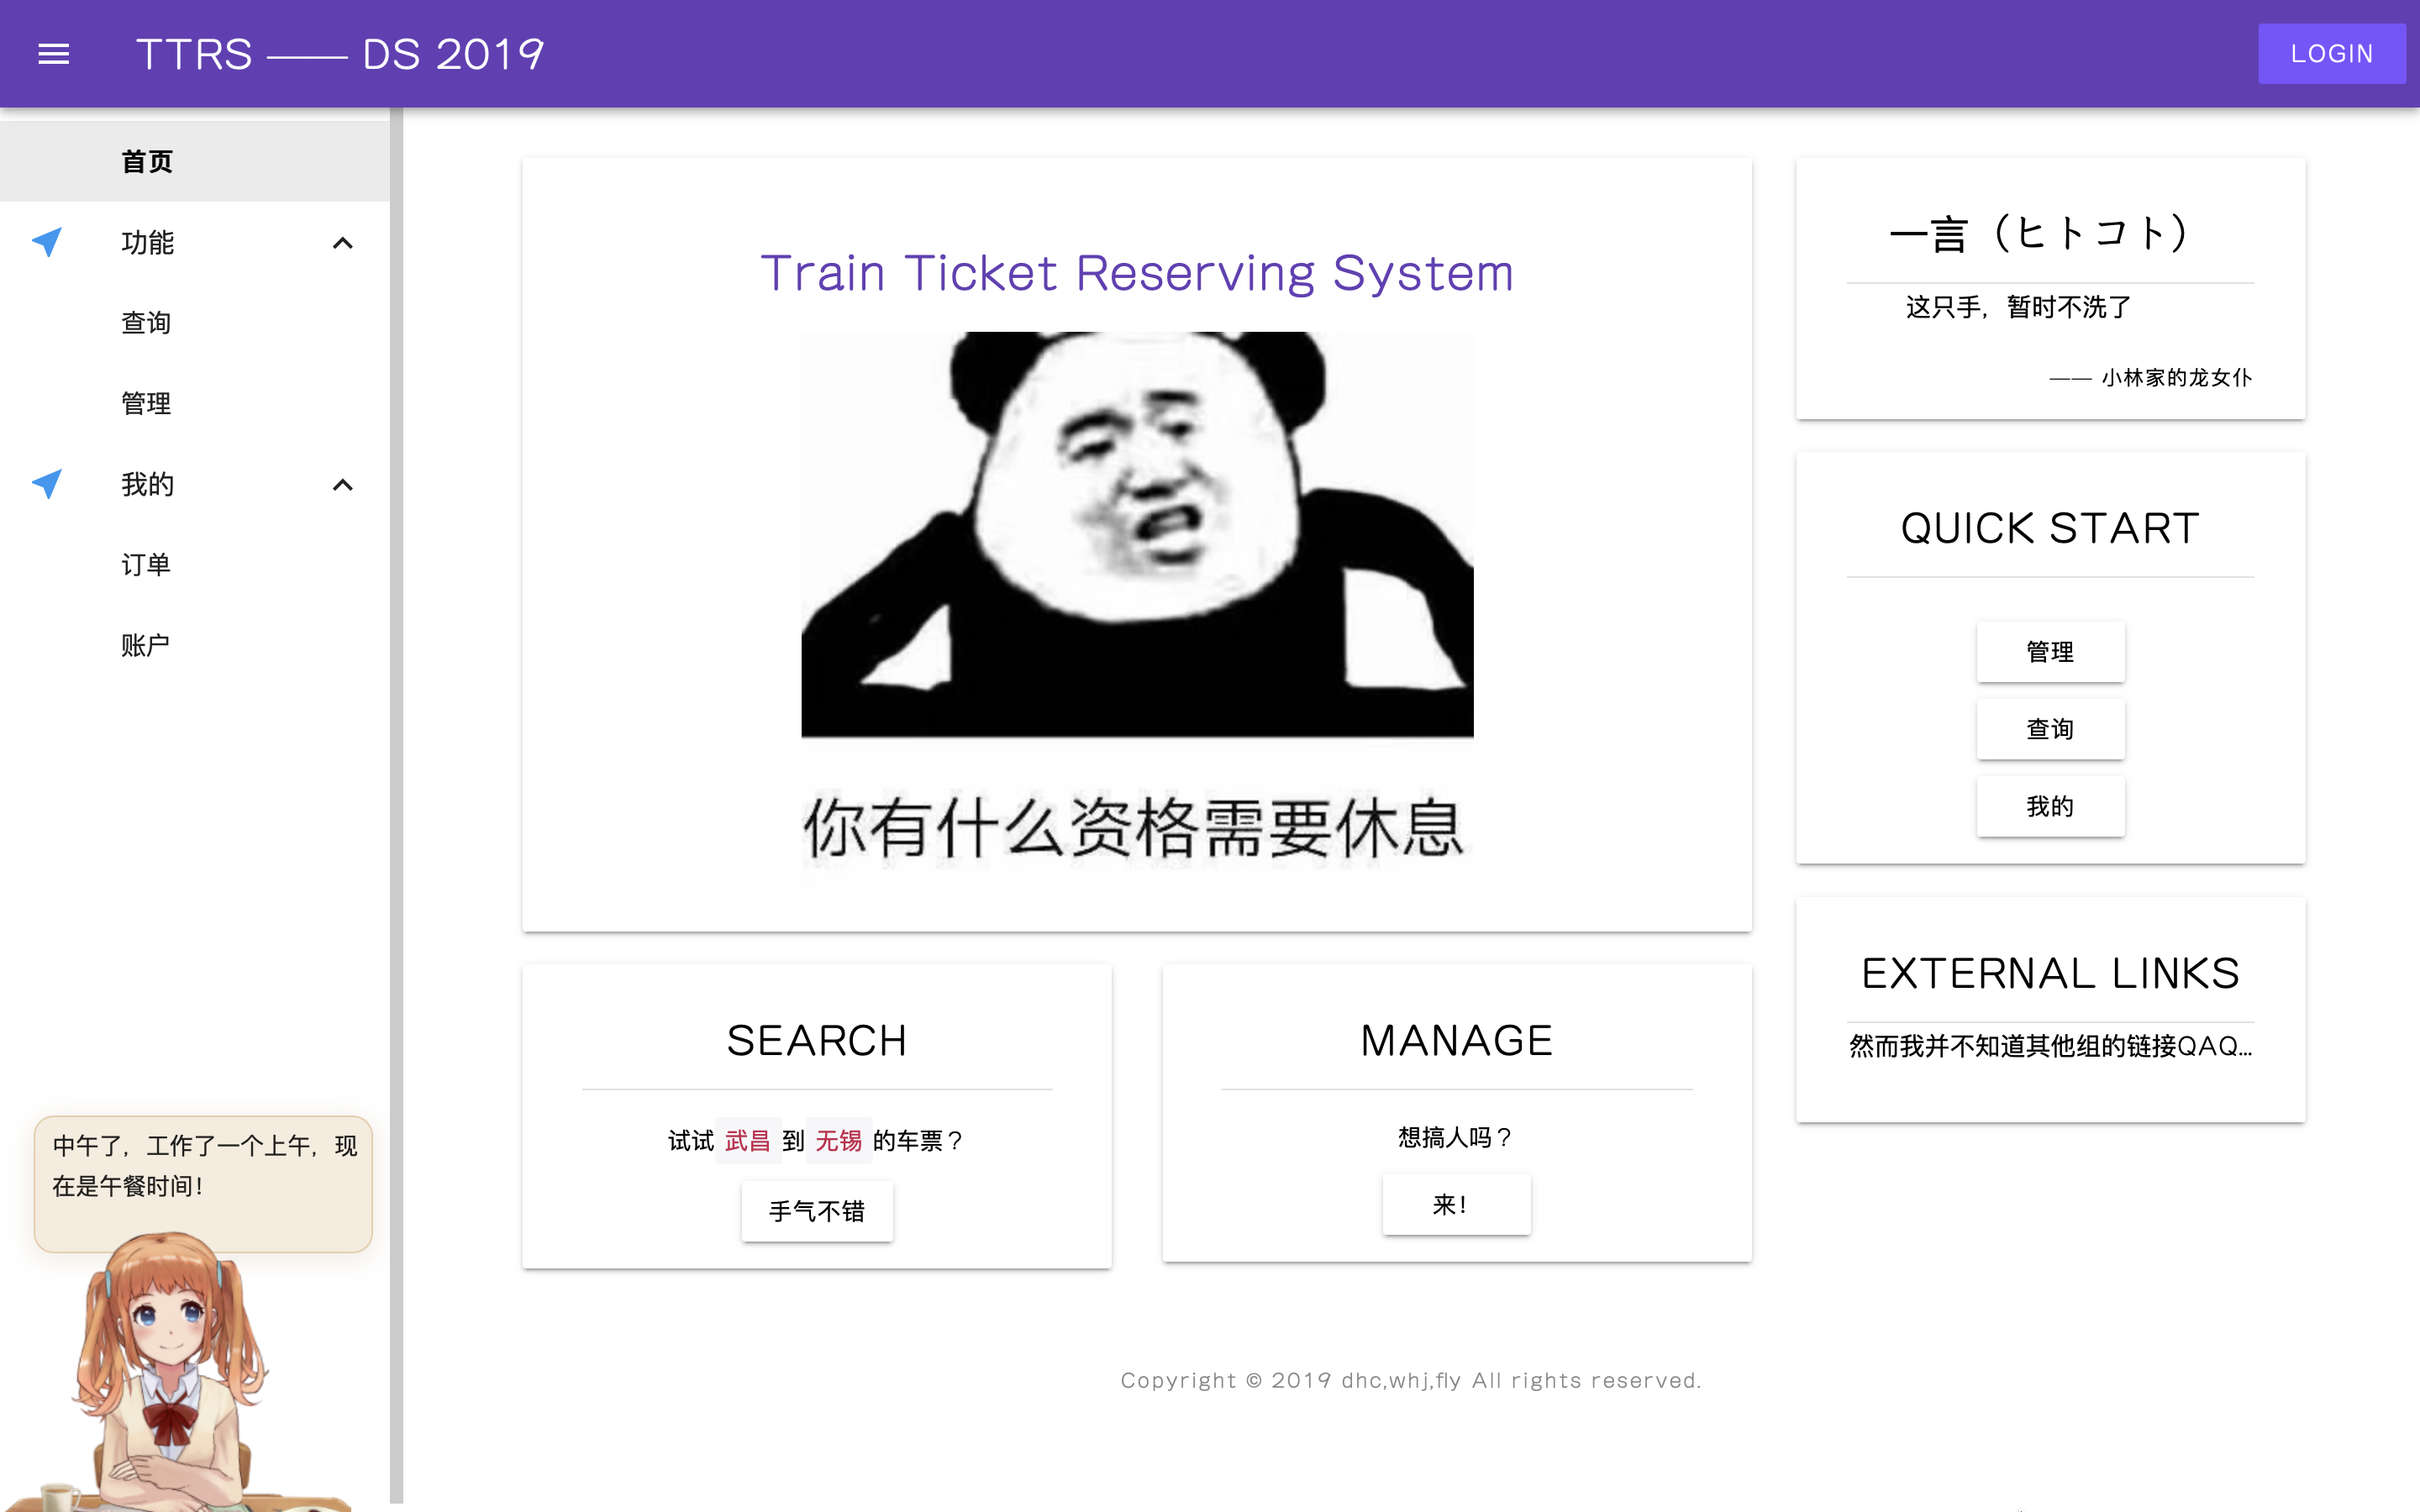 TTRS —— DS 2019
LOGIN
首页
功能
查询
管理
我的
订单
账户
中午了，工作了一个上午，现
在是午餐时间！
Train Ticket Reserving System
你有什么资格需要休息
SEARCH
试试 武昌 到 无锡 的车票？
手气不错
MANAGE
想搞人吗？
来！
一言（ヒトコト）
这只手，暂时不洗了
—— 小林家的龙女仆
QUICK START
管理
查询
我的
EXTERNAL LINKS
然而我并不知道其他组的链接QAQ...
Copyright © 2019 dhc,whj,fly All rights reserved.